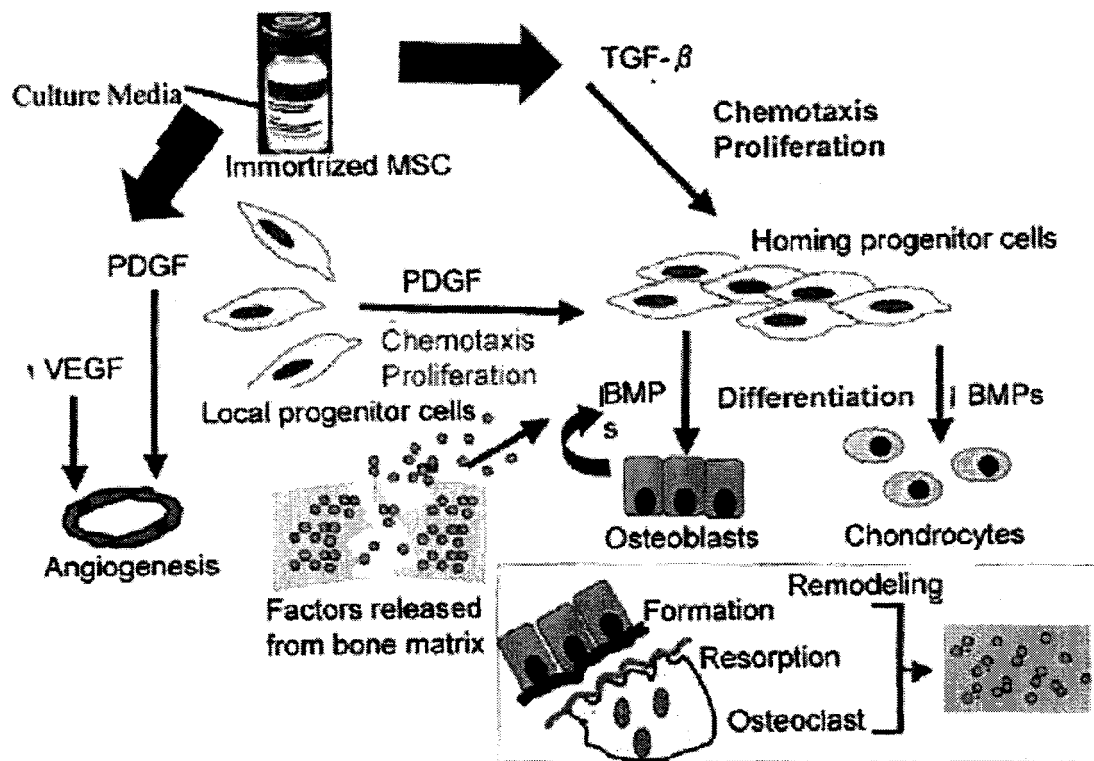 TGF-β
Culture Media
Chemotaxis
Proliferation
Immortrized MSC
Homing progenitor cells
PDGF
PDGF
Chemotaxis
Proliferation
VEGF
Local progenitor cells
BMP
s
Differentiation
BMPs
Osteoblasts
Chondrocytes
Angiogenesis
Factors released
from bone matrix
Remodeling
Formation
Resorption
Osteoclast